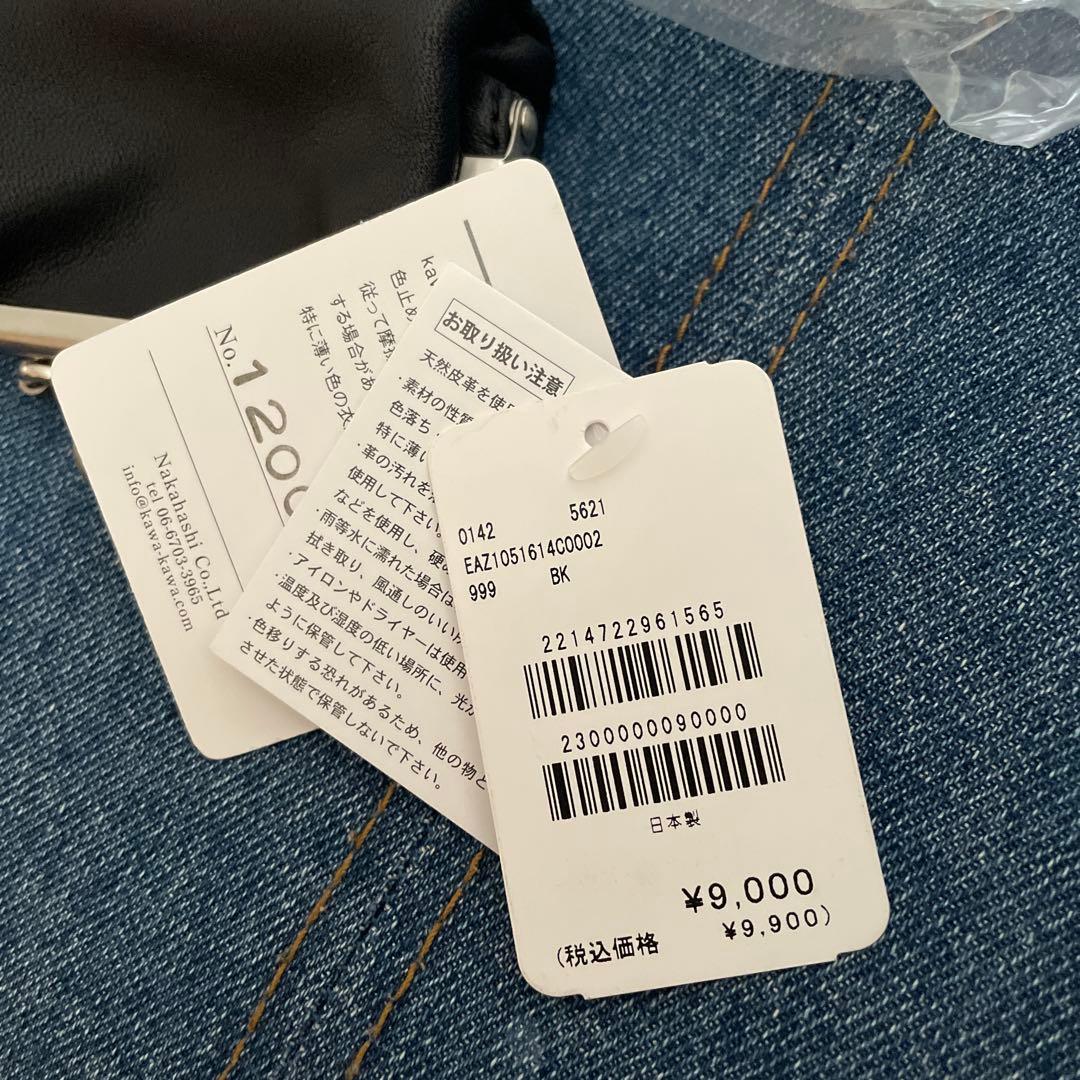 kaw
色止め
従って摩擦
する場合があ
特に薄い色の衣
No. 1200
Nakahashi Co.,Ltd
tel 06-6703-3965
info@kawa-kawa.com
お取り扱い注意
天然皮革を使用
・素材の性質
色落ち
特に薄い
・革の汚れを
使用して下さい。
などを使用し、硬
・雨等水に濡れた場合は
拭き取り、風通しのいい所
・アイロンやドライヤーは使用
・温度及び湿度の低い場所に、光が
ように保管して下さい。
・色移りする恐れがあるため、他の物と
させた状態で保管しないで下さい。
0142 5621
EAZ1051614C0002
999 BK
2214722961565
2300000090000
日本製
¥9,000
(税込価格 ¥9,900)